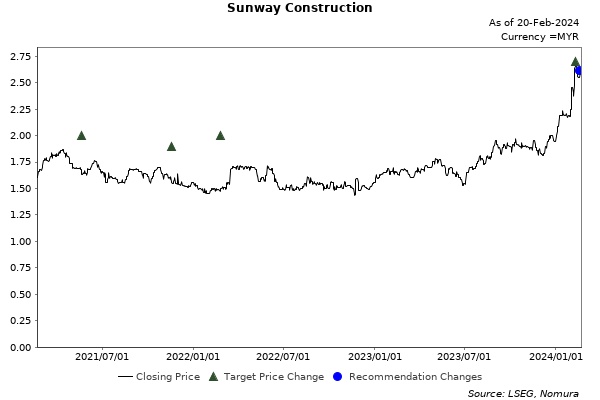 Sunway Construction
As of 20-Feb-2024
Currency =MYR
2.75
2.50
2.25
2.00
1.75
1.50
1.25
1.00
0.75
0.50
0.25
0.00
2021/07/01 2022/01/01 2022/07/01 2023/01/01 2023/07/01 2024/01/01
Closing Price Target Price Change Recommendation Changes
Source: LSEG, Nomura